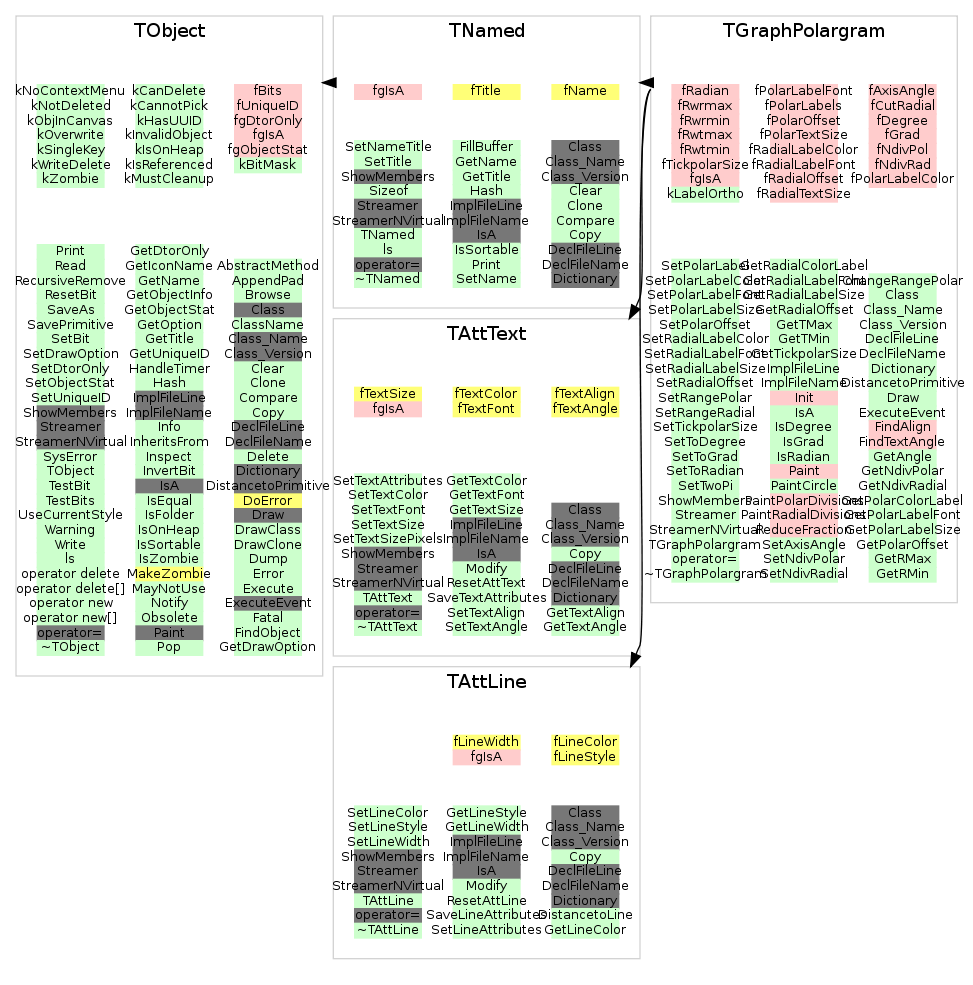 TObject
kNoContextMenu
kNotDeleted
kObjInCanvas
kOverwrite
kSingleKey
kWriteDelete
kZombie
kCanDelete
kCannotPick
kHasUUID
kInvalidObject
kIsOnHeap
kIsReferenced
kMustCleanup
fBits
fUniqueID
fgDtorOnly
fgIsA
fgObjectStat
kBitMask
Print
Read
RecursiveRemove
ResetBit
SaveAs
SavePrimitive
SetBit
SetDrawOption
SetDtorOnly
SetObjectStat
SetUniqueID
ShowMembers
Streamer
StreamerNVirtual
SysError
TObject
TestBit
TestBits
UseCurrentStyle
Warning
Write
ls
operator delete
operator delete[]
operator new
operator new[]
operator=
~TObject
GetDtorOnly
GetIconName
GetName
GetObjectInfo
GetObjectStat
GetOption
GetTitle
GetUniqueID
HandleTimer
Hash
ImplFileLine
ImplFileName
Info
InheritsFrom
Inspect
InvertBit
IsA
IsEqual
IsFolder
IsOnHeap
IsSortable
IsZombie
MakeZombie
MayNotUse
Notify
Obsolete
Paint
Pop
AbstractMethod
AppendPad
Browse
Class
ClassName
Class_Name
Class_Version
Clear
Clone
Compare
Copy
DeclFileLine
DeclFileName
Delete
Dictionary
DistancetoPrimitive
DoError
Draw
DrawClass
DrawClone
Dump
Error
Execute
ExecuteEvent
Fatal
FindObject
GetDrawOption
TNamed
fgIsA
fTitle
fName
SetNameTitle
SetTitle
ShowMembers
Sizeof
Streamer
StreamerNVirtual
TNamed
ls
operator=
~TNamed
FillBuffer
GetName
GetTitle
Hash
ImplFileLine
ImplFileName
IsA
IsSortable
Print
SetName
Class
Class_Name
Class_Version
Clear
Clone
Compare
Copy
DeclFileLine
DeclFileName
Dictionary
TAttText
fTextSize
fgIsA
fTextColor
fTextFont
fTextAlign
fTextAngle
SetTextAttributes
SetTextColor
SetTextFont
SetTextSize
SetTextSizePixels
ShowMembers
Streamer
StreamerNVirtual
TAttText
operator=
~TAttText
GetTextColor
GetTextFont
GetTextSize
ImplFileLine
ImplFileName
IsA
Modify
ResetAttText
SaveTextAttributes
SetTextAlign
SetTextAngle
Class
Class_Name
Class_Version
Copy
DeclFileLine
DeclFileName
Dictionary
GetTextAlign
GetTextAngle
TAttLine
fLineWidth
fgIsA
fLineColor
fLineStyle
SetLineColor
SetLineStyle
SetLineWidth
ShowMembers
Streamer
StreamerNVirtual
TAttLine
operator=
~TAttLine
GetLineStyle
GetLineWidth
ImplFileLine
ImplFileName
IsA
Modify
ResetAttLine
SaveLineAttributes
SetLineAttributes
Class
Class_Name
Class_Version
Copy
DeclFileLine
DeclFileName
Dictionary
DistancetoLine
GetLineColor
TGraphPolargram
fRadian
fRwrmax
fRwrmin
fRwtmax
fRwtmin
fTickpolarSize
fgIsA
kLabelOrtho
fPolarLabelFont
fPolarLabels
fPolarOffset
fPolarTextSize
fRadialLabelColor
fRadialLabelFont
fRadialOffset
fRadialTextSize
fAxisAngle
fCutRadial
fDegree
fGrad
fNdivPol
fNdivRad
fPolarLabelColor
SetPolarLabel
SetPolarLabelColor
SetPolarLabelFont
SetPolarLabelSize
SetPolarOffset
SetRadialLabelColor
SetRadialLabelFont
SetRadialLabelSize
SetRadialOffset
SetRangePolar
SetRangeRadial
SetTickpolarSize
SetToDegree
SetToGrad
SetToRadian
SetTwoPi
ShowMembers
Streamer
StreamerNVirtual
TGraphPolargram
operator=
~TGraphPolargram
GetRadialColorLabel
GetRadialLabelFont
GetRadialLabelSize
GetRadialOffset
GetTMax
GetTMin
GetTickpolarSize
ImplFileLine
ImplFileName
Init
IsA
IsDegree
IsGrad
IsRadian
Paint
PaintCircle
PaintPolarDivisions
PaintRadialDivisions
ReduceFraction
SetAxisAngle
SetNdivPolar
SetNdivRadial
ChangeRangePolar
Class
Class_Name
Class_Version
DeclFileLine
DeclFileName
Dictionary
DistancetoPrimitive
Draw
ExecuteEvent
FindAlign
FindTextAngle
GetAngle
GetNdivPolar
GetNdivRadial
GetPolarColorLabel
GetPolarLabelFont
GetPolarLabelSize
GetPolarOffset
GetRMax
GetRMin